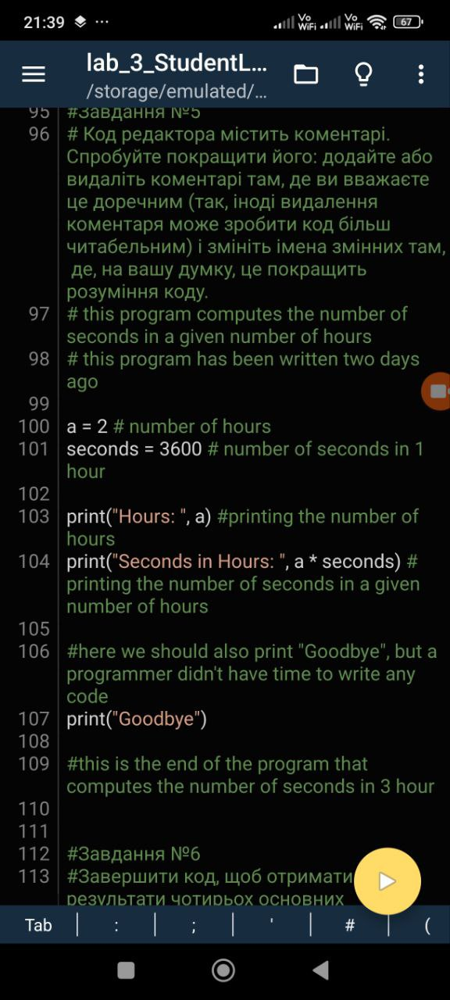 21:39 ... Vo WiFi Vo WiFi 67
lab_3_StudentL...
/storage/emulated/...
95 #Завдання №5
96 # Код редактора містить коментарі.
Спробуйте покращити його: додайте або
видаліть коментарі там, де ви вважаєте
це доречним (так, іноді видалення
коментаря може зробити код більш
читабельним) і змініть імена змінних там,
де, на вашу думку, це покращить
розуміння коду.
97 # this program computes the number of
seconds in a given number of hours
98 # this program has been written two days
ago
99
100 a = 2 # number of hours
101 seconds = 3600 # number of seconds in 1
hour
102
103 print("Hours: ", a) #printing the number of
hours
104 print("Seconds in Hours: ", a * seconds) #
printing the number of seconds in a given
number of hours
105
106 #here we should also print "Goodbye", but a
programmer didn't have time to write any
code
107 print("Goodbye")
108
109 #this is the end of the program that
computes the number of seconds in 3 hour
110
111
112 #Завдання №6
113 #Завершити код, щоб отримати
результати чотирьох основних
Tab : ; ' # (